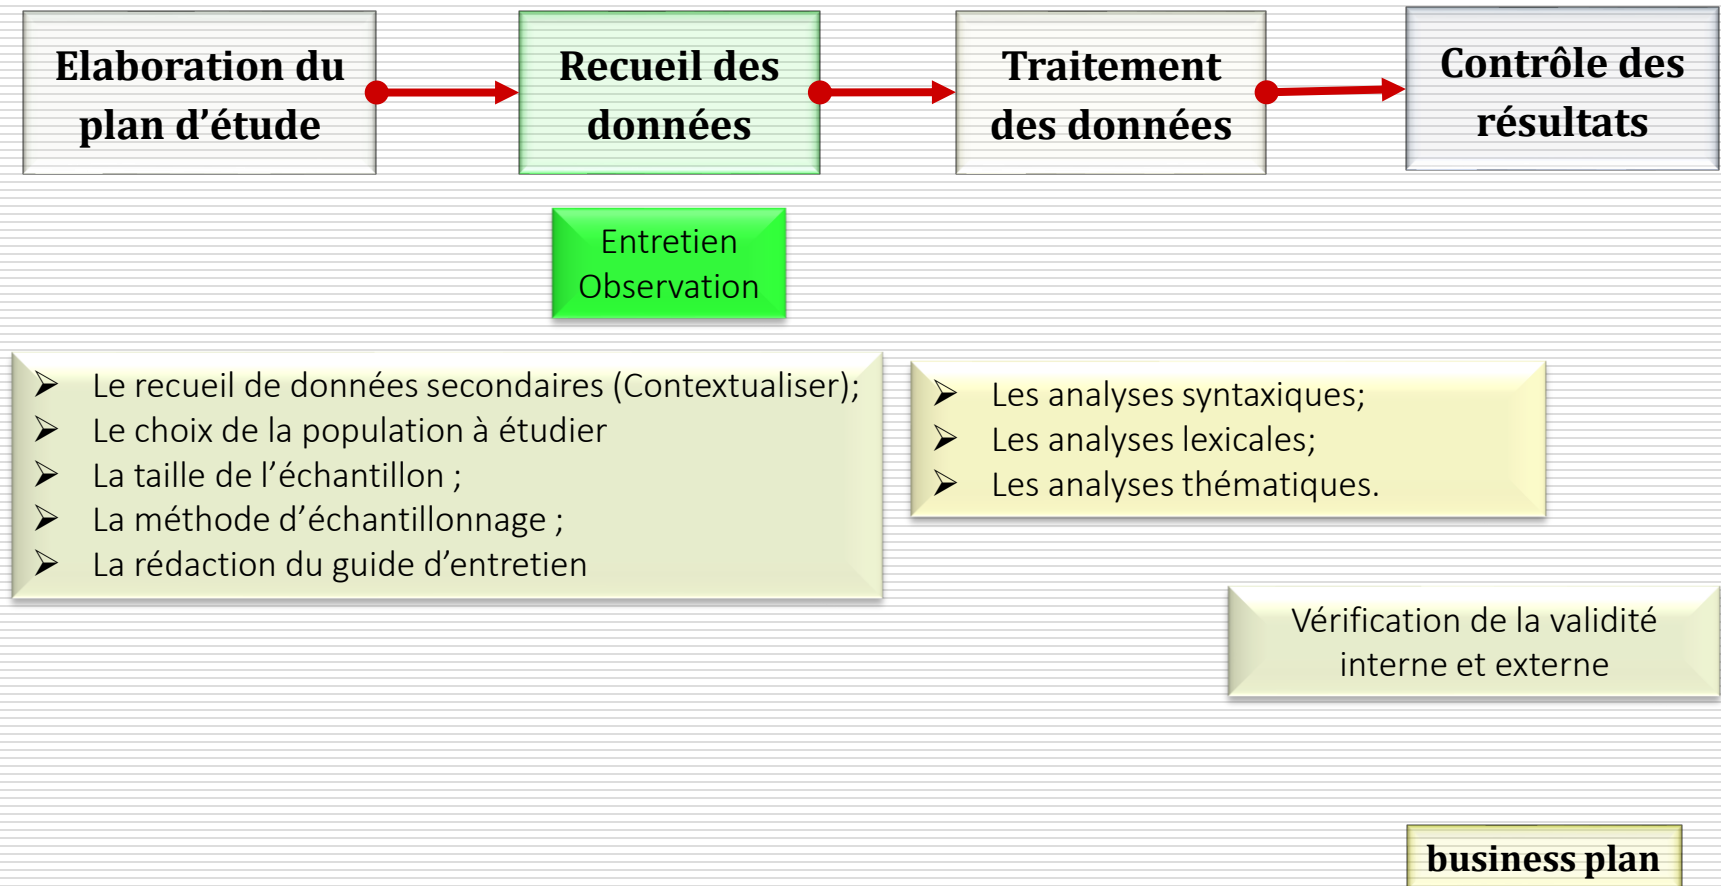 Elaboration du
plan d’étude
Recueil des
données
Traitement
des données
Contrôle des
résultats
Entretien
Observation
➢ Le recueil de données secondaires (Contextualiser);
➢ Le choix de la population à étudier
➢ La taille de l’échantillon ;
➢ La méthode d’échantillonnage ;
➢ La rédaction du guide d’entretien
➢ Les analyses syntaxiques;
➢ Les analyses lexicales;
➢ Les analyses thématiques.
Vérification de la validité
interne et externe
business plan